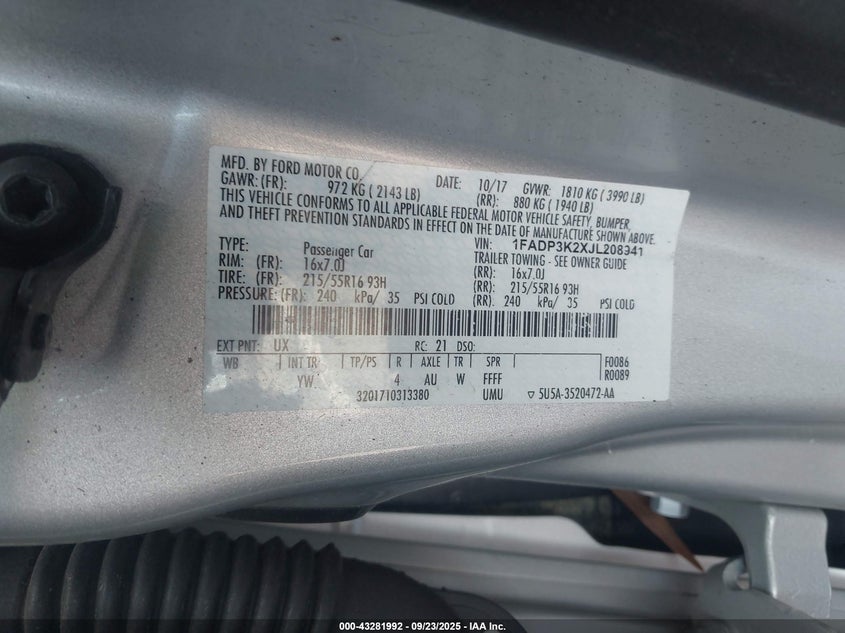 MFD. BY FORD MOTOR CO. DATE: 10/17 GVWR: 1810 KG ( 3990 LB)
GAWR: (FR): 972 KG ( 2143 LB) (RR): 880 KG ( 1940 LB)
THIS VEHICLE CONFORMS TO ALL APPLICABLE FEDERAL MOTOR VEHICLE SAFETY, BUMPER,
AND THEFT PREVENTION STANDARDS IN EFFECT ON THE DATE OF MANUFACTURE SHOWN ABOVE.
VIN: 1FADP3K2XJL208941
TYPE: Passenger Car TRAILER TOWING - SEE OWNER GUIDE
RIM: (FR): 16x7.0J (RR): 16x7.0J
TIRE: (FR): 215/55R16 93H (RR): 215/55R16 93H
PRESSURE: (FR): 240 kPa/ 35 PSI COLD (RR): 240 kPa/ 35 PSI COLD
EXT PNT: UX RC: 21 DSO:
WB INT TR TP/PS R AXLE TR SPR F0086
YW 4 AU W FFFF R0089
3201710313380 UMU ▽ 5U5A-3520472-AA
000-43281992 - 09/23/2025 - IAA Inc.